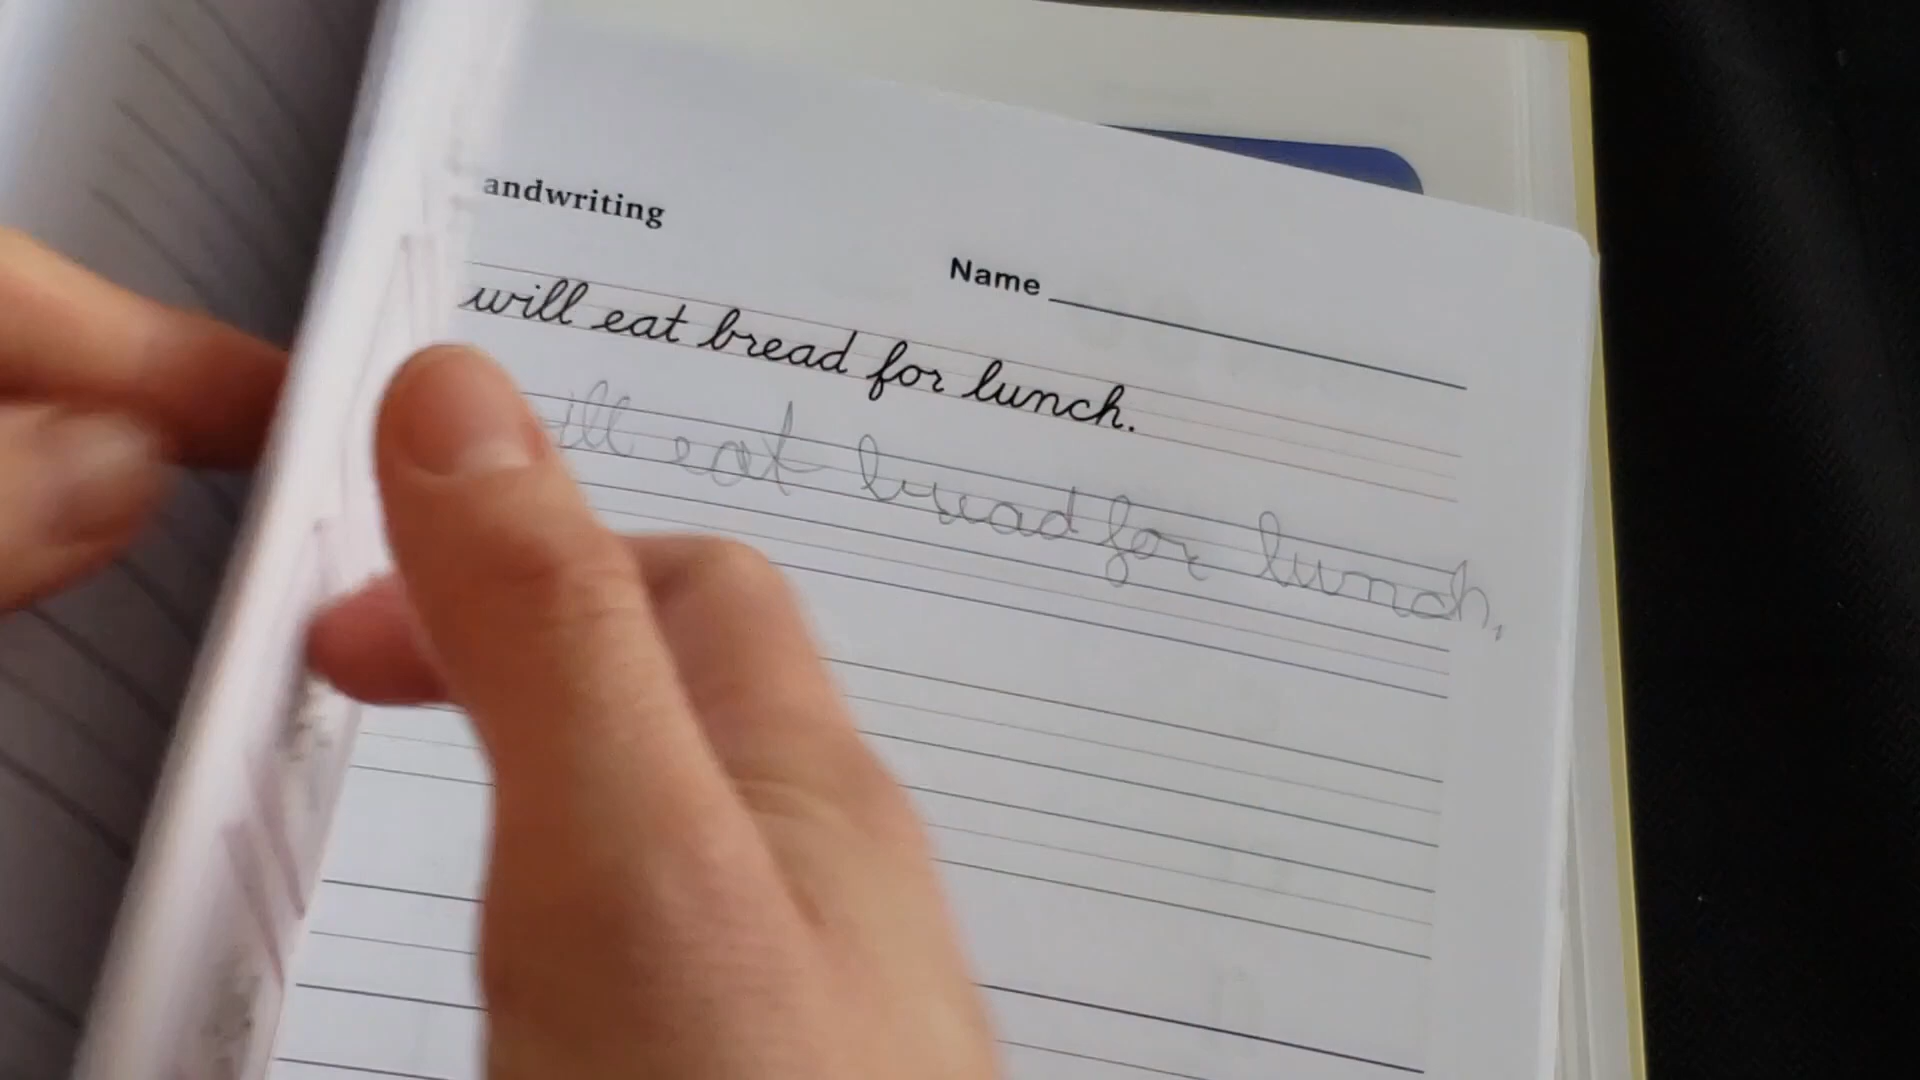 andwriting
Name
will eat bread for lunch.
ill eat bread for lunch.